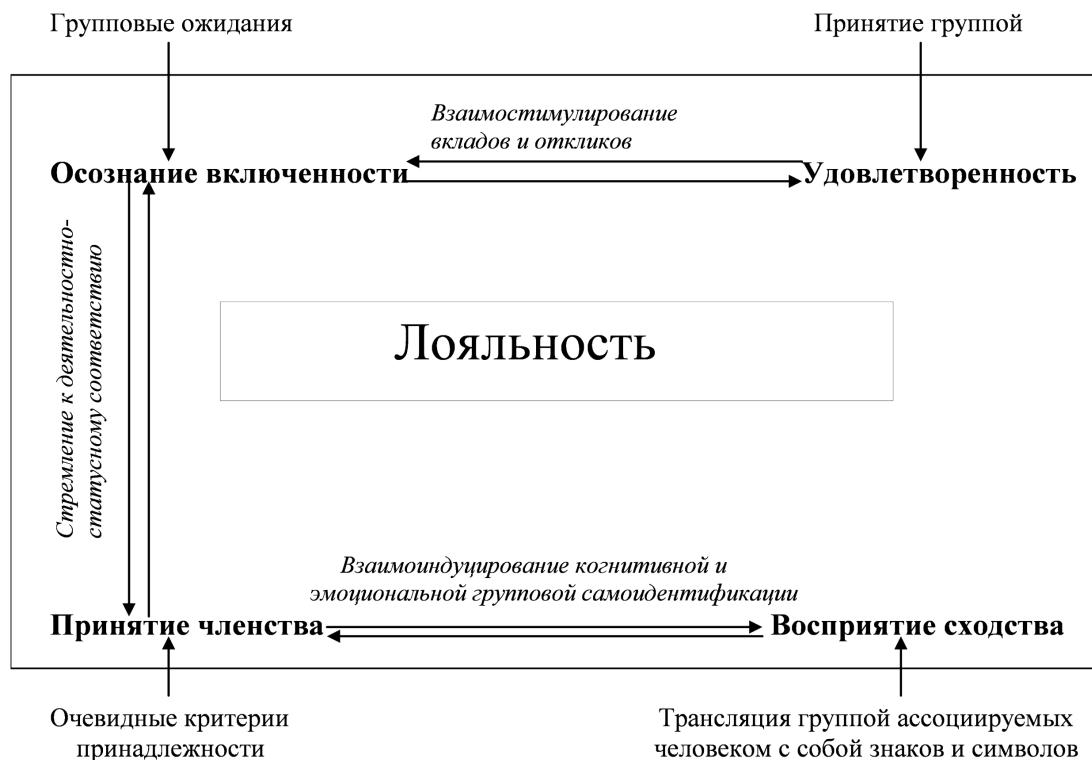 Групповые ожидания
Принятие группой
Взаимостимулирование
вкладов и откликов
Осознание включенности
Удовлетворенность
Стремление к деятельностно-
статусному соответствию
Лояльность
Взаимоиндуцирование когнитивной и
эмоциональной групповой самоидентификации
Принятие членства
Восприятие сходства
Очевидные критерии
принадлежности
Трансляция группой ассоциируемых
человеком с собой знаков и символов